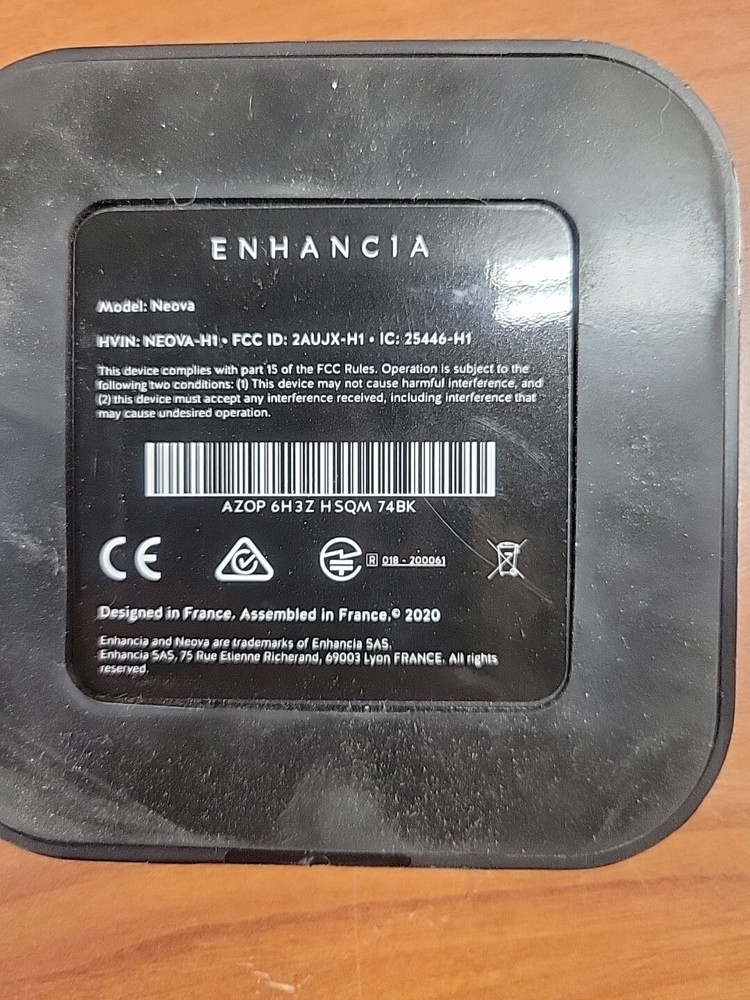 ENHANCIA
Model: Neova
HVIN: NEOVA-H1 • FCC ID: 2AUJX-H1 • IC: 25446-H1
This device complies with part 15 of the FCC Rules. Operation is subject to the
following two conditions: (1) This device may not cause harmful interference, and
(2) this device must accept any interference received, including interference that
may cause undesired operation.
AZOP 6H3Z HSQM 74BK
CE R 018 - 200061
Designed in France. Assembled in France.© 2020
Enhancia and Neova are trademarks of Enhancia SAS.
Enhancia SAS, 75 Rue Etienne Richerand, 69003 Lyon FRANCE. All rights
reserved.